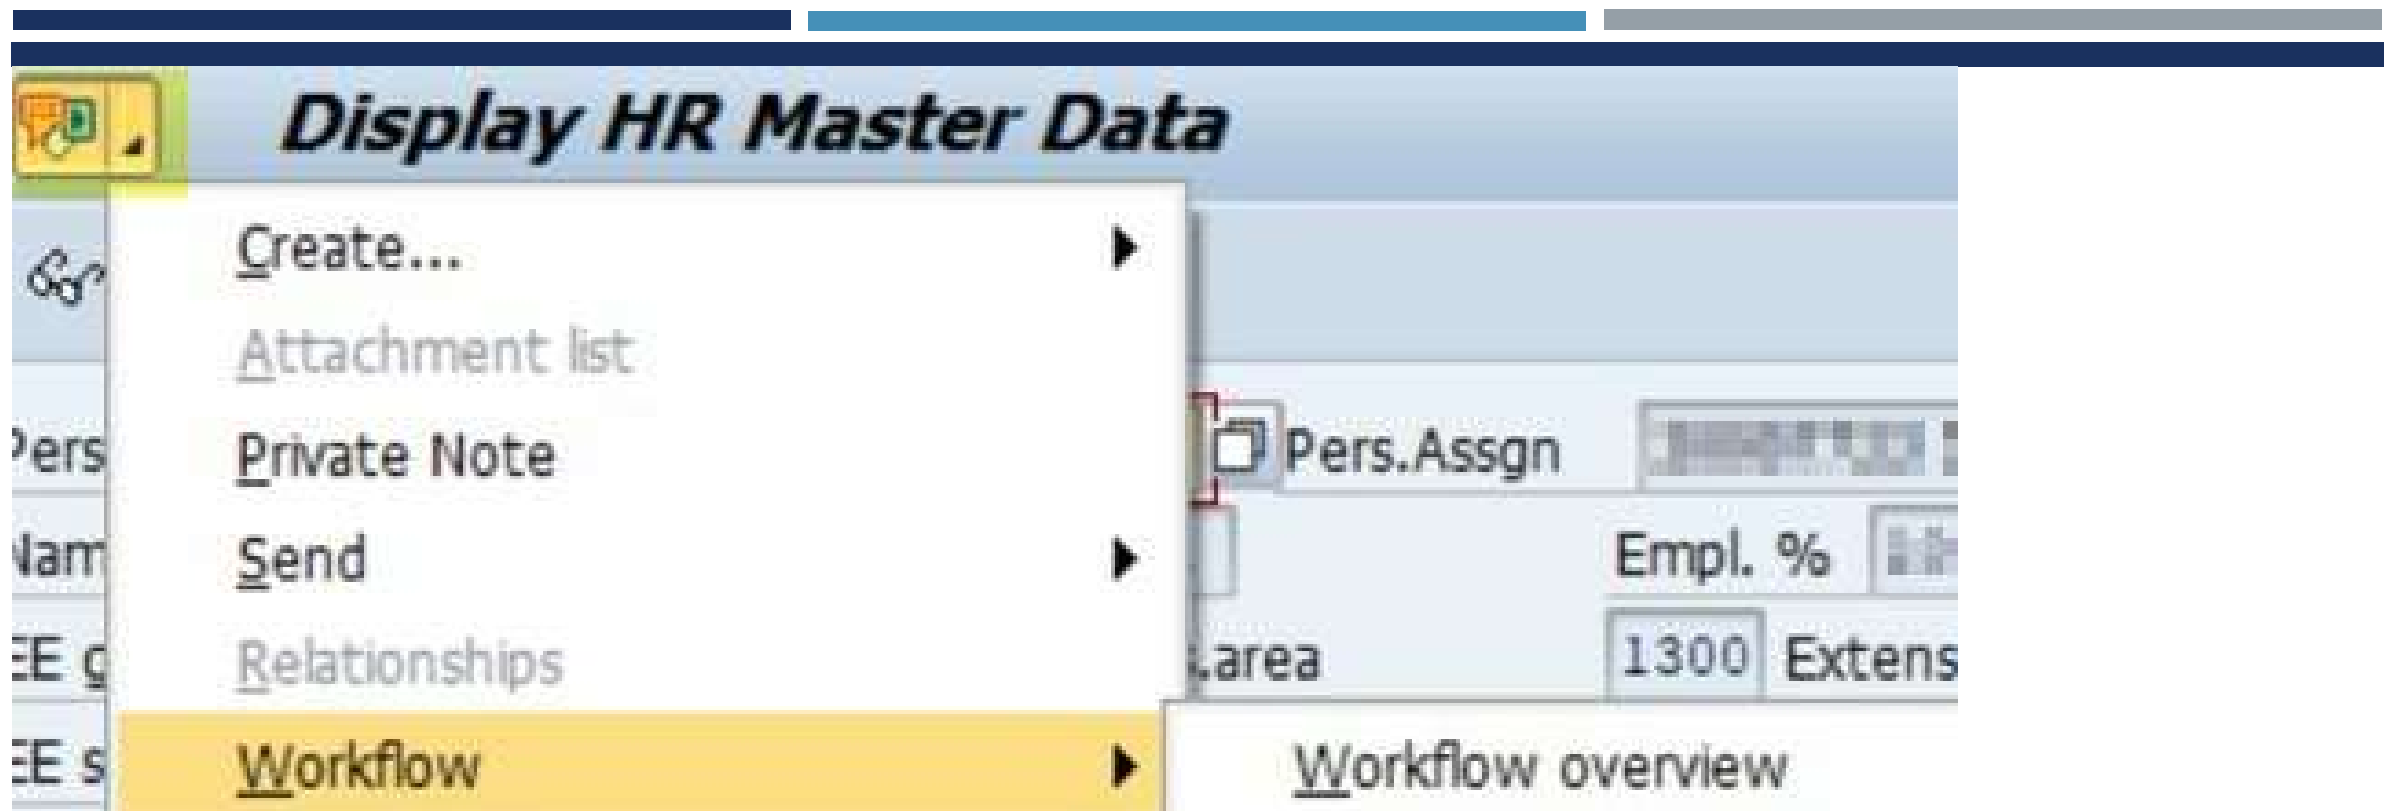 Display HR Master Data
Create...
Attachment list
Private Note
Pers.Assgn
Send
Empl. %
Relationships
.area 1300 Extens
Workflow
Workflow overview